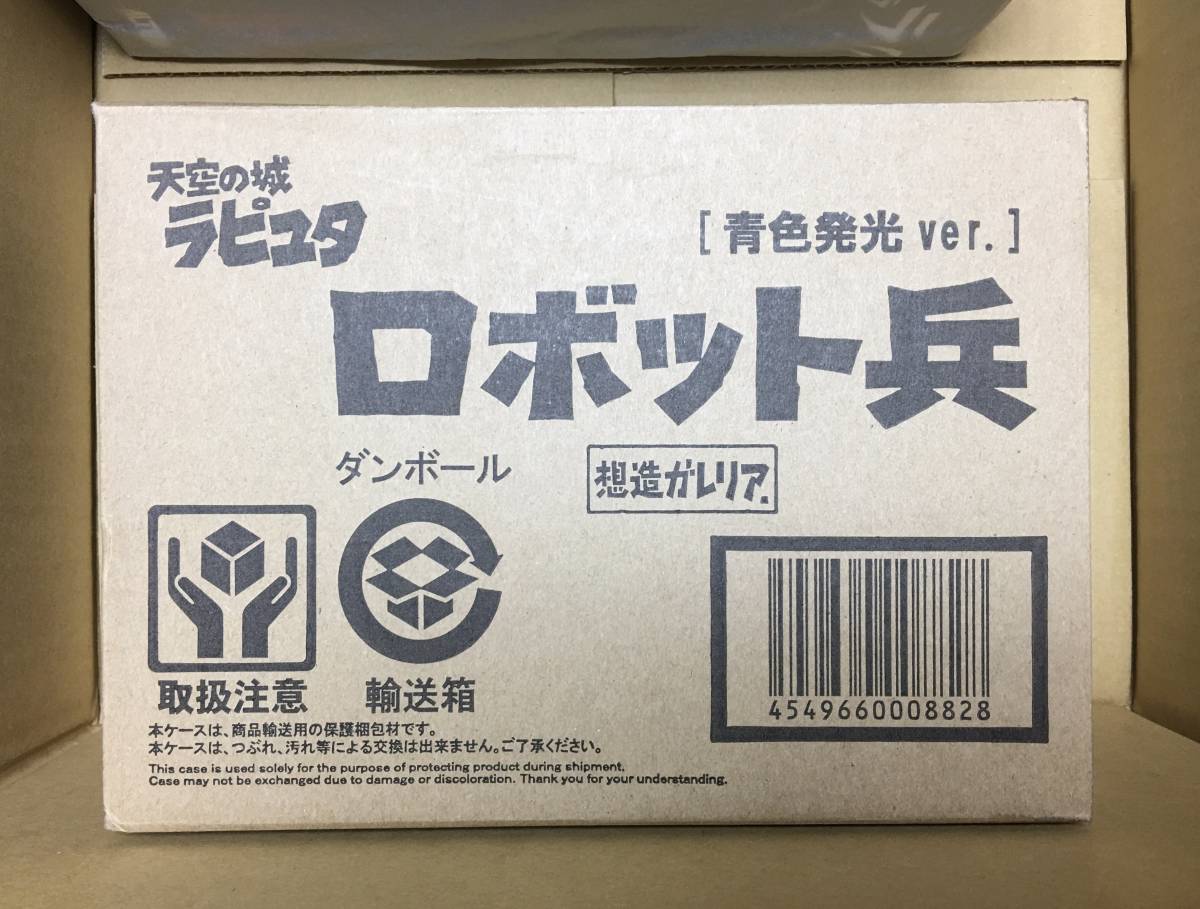 天空の城
ラピュタ
[青色発光 ver.]
ロボット兵
ダンボール
想造ガレリア.
取扱注意
輸送箱
4549660008828
本ケースは、商品輸送用の保護梱包材です。
本ケースは、つぶれ、汚れ等による交換は出来ません。ご了承ください。
This case is used solely for the purpose of protecting product during shipment.
Case may not be exchanged due to damage or discoloration. Thank you for your understanding.